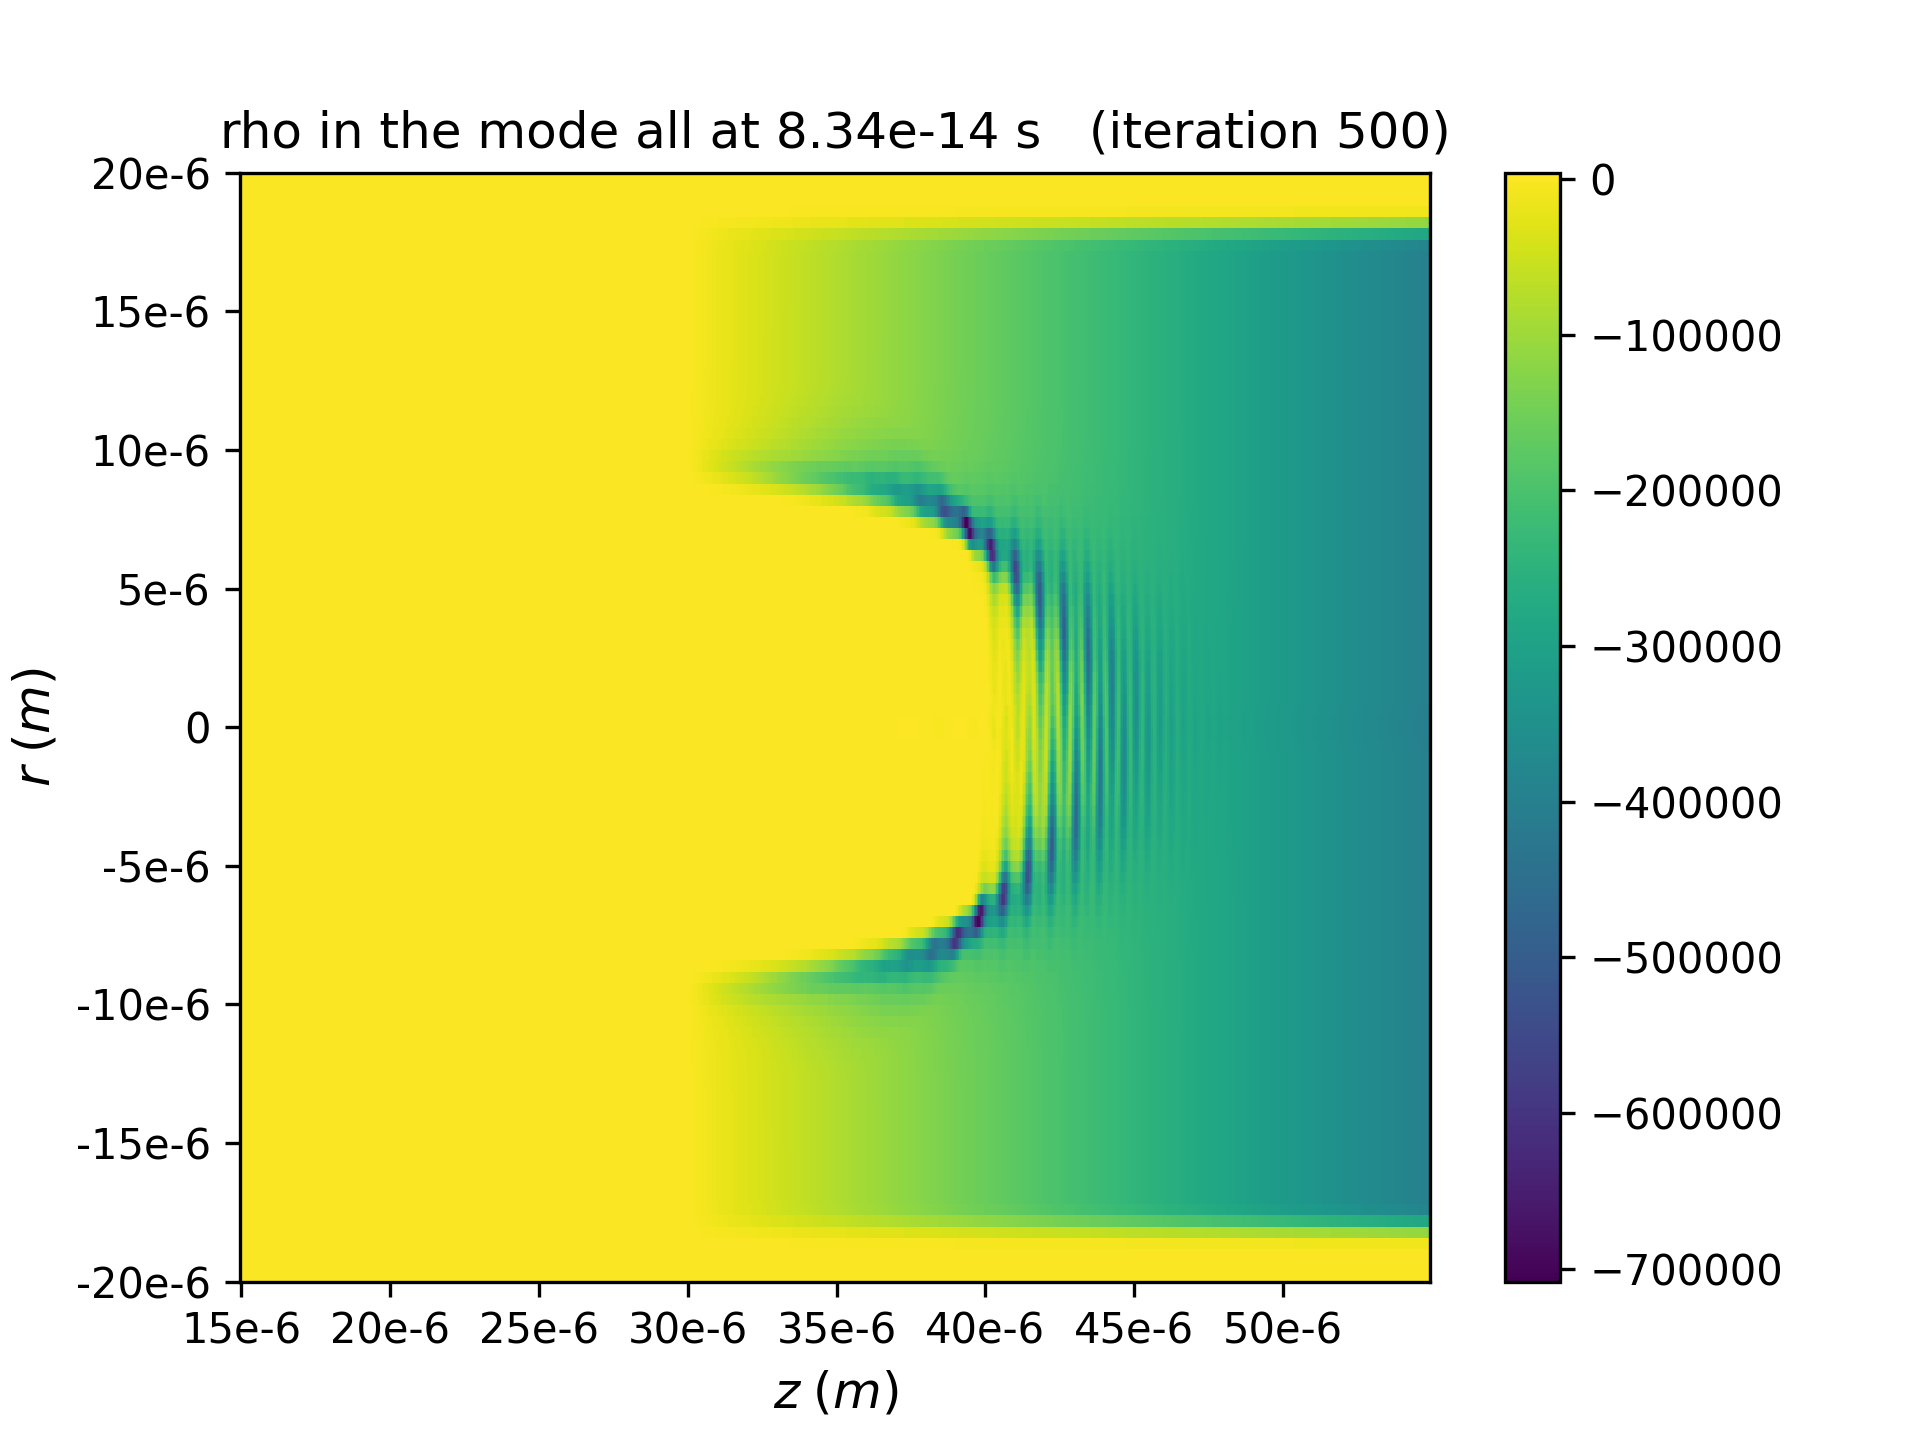 rho in the mode all at 8.34e-14 s (iteration 500)
20e-6
15e-6
10e-6
5e-6
0
-5e-6
-10e-6
-15e-6
-20e-6
r (m)
15e-6 20e-6 25e-6 30e-6 35e-6 40e-6 45e-6 50e-6
z (m)
0
−100000
−200000
−300000
−400000
−500000
−600000
−700000